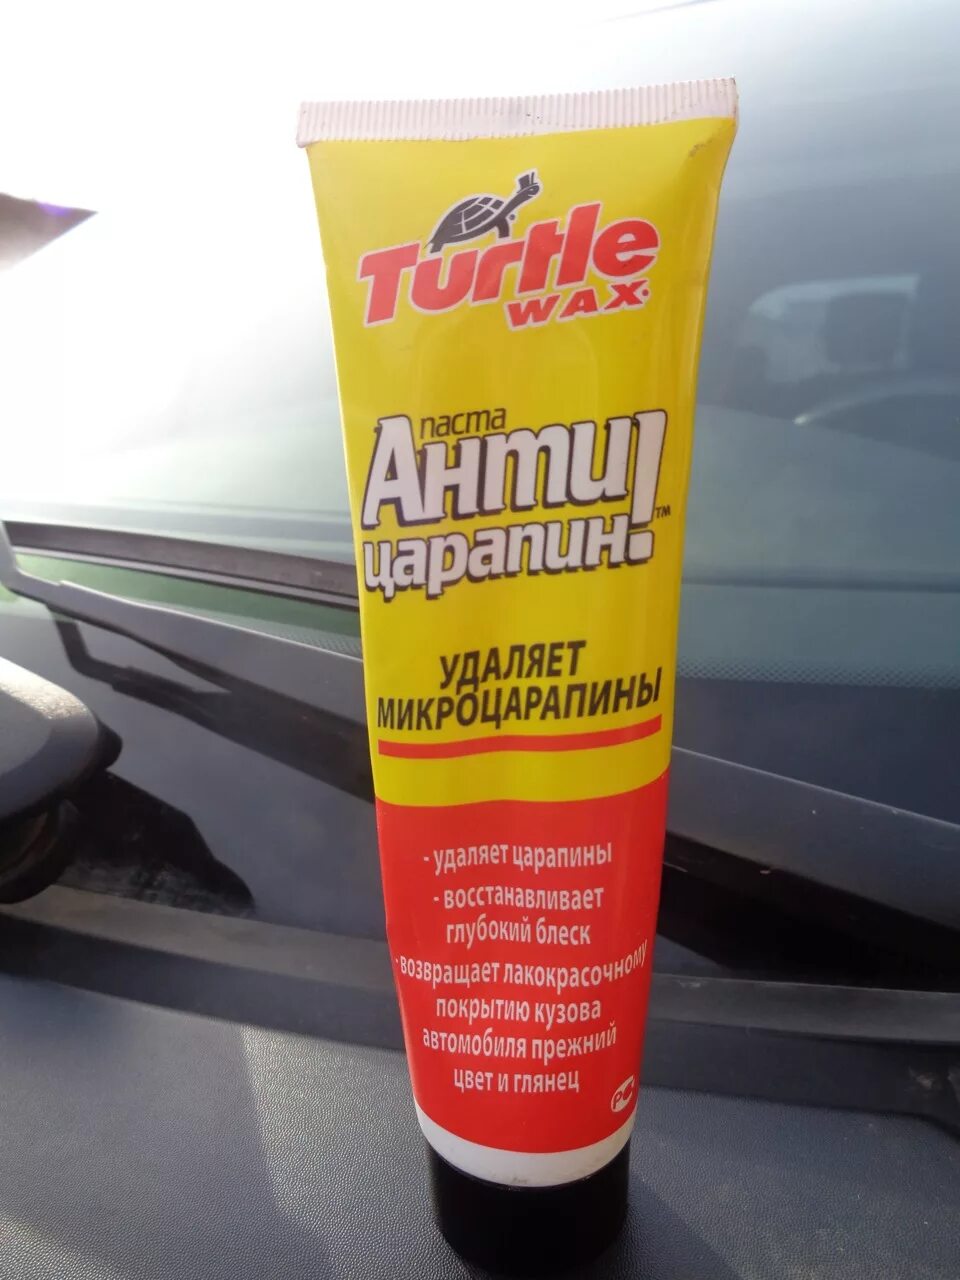 Turtle
WAX
паста
Анти
царапин!™
УДАЛЯЕТ
МИКРОЦАРАПИНЫ
- удаляет царапины
- восстанавливает
глубокий блеск
- возвращает лакокрасочному
покрытию кузова
автомобиля прежний
цвет и глянец
РС